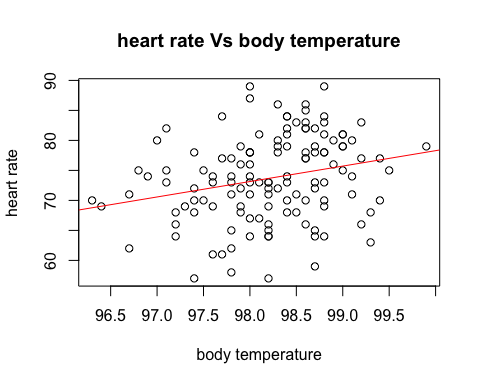 heart rate Vs body temperature
heart rate
90
80
70
60
96.5 97.0 97.5 98.0 98.5 99.0 99.5
body temperature